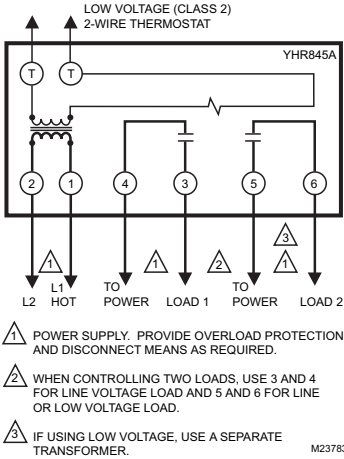 LOW VOLTAGE (CLASS 2)
2-WIRE THERMOSTAT
YHR845A
T T
2 1 4 3 5 6
3
1 1 2 1
L2 L1 HOT TO POWER LOAD 1 TO POWER LOAD 2
1 POWER SUPPLY. PROVIDE OVERLOAD PROTECTION
AND DISCONNECT MEANS AS REQUIRED.
2 WHEN CONTROLLING TWO LOADS, USE 3 AND 4
FOR LINE VOLTAGE LOAD AND 5 AND 6 FOR LINE
OR LOW VOLTAGE LOAD.
3 IF USING LOW VOLTAGE, USE A SEPARATE
TRANSFORMER. M23783